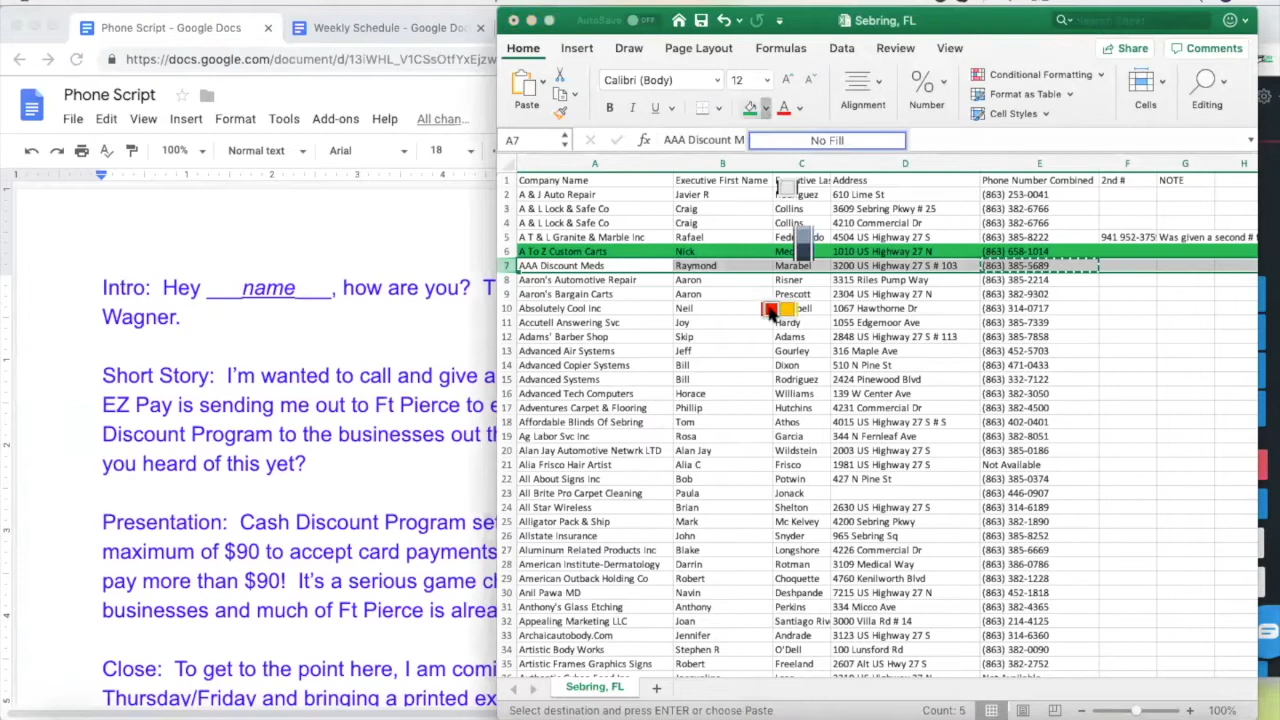 Phone Script - Google Docs
Weekly Schedule - Google Doc
https://docs.google.com/document/d/13iWHL_V1CSsOtfYxEjzw
Phone Script
File Edit View Insert Format Tools Add-ons Help All chan...
100% Normal text Arial 18
Intro: Hey ___name___, how are you? T
Wagner.
Short Story: I'm wanted to call and give a
EZ Pay is sending me out to Ft Pierce to e
Discount Program to the businesses out th
you heard of this yet?
Presentation: Cash Discount Program se
maximum of $90 to accept card payments
pay more than $90! It's a serious game c
businesses and much of Ft Pierce is alrea
Close: To get to the point here, I am comi
Thursday/Friday and bringing a printed ex
AutoSave OFF Sebring, FL Search Sheet
Home Insert Draw Page Layout Formulas Data Review View Share Comments
Paste Calibri (Body) 12 Alignment Number Conditional Formatting Format as Table Cell Styles Cells Editing
A7 fx AAA Discount M No Fill
A B C D E F G H
1 Company Name Executive First Name Executive Las Address Phone Number Combined 2nd # NOTE
2 A & J Auto Repair Javier R 610 Lime St (863) 253-0041
3 A & L Lock & Safe Co Craig Collins 3609 Sebring Pkwy # 25 (863) 382-6766
4 A & L Lock & Safe Co Craig Collins 4210 Commercial Dr (863) 382-6766
5 A T & L Granite & Marble Inc Rafael 4504 US Highway 27 S (863) 385-8222 941 952-375 Was given a second # t
6 A To Z Custom Carts Nick 1010 US Highway 27 N (863) 658-1014
7 AAA Discount Meds Raymond Marabel 3200 US Highway 27 S # 103 (863) 385-5689
8 Aaron's Automotive Repair Aaron Risner 3315 Riles Pump Way (863) 385-2214
9 Aaron's Bargain Carts Aaron Prescott 2304 US Highway 27 N (863) 382-9302
10 Absolutely Cool Inc Neil bell 1067 Hawthorne Dr (863) 314-0717
11 Accutell Answering Svc Joy Hardy 1055 Edgemoor Ave (863) 385-7339
12 Adams' Barber Shop Skip Adams 2848 US Highway 27 S # 113 (863) 385-7858
13 Advanced Air Systems Jeff Gourley 316 Maple Ave (863) 452-5703
14 Advanced Copier Systems Bill Dixon 510 N Pine St (863) 471-0433
15 Advanced Systems Bill Rodriguez 2424 Pinewood Blvd (863) 332-7122
16 Advanced Tech Computers Horace Williams 139 W Center Ave (863) 382-3050
17 Adventures Carpet & Flooring Phillip Hutchins 4231 Commercial Dr (863) 382-4500
18 Affordable Blinds Of Sebring Tom Athos 4015 US Highway 27 S # S (863) 402-0401
19 Ag Labor Svc Inc Rosa Garcia 344 N Fernleaf Ave (863) 382-8051
20 Alan Jay Automotive Netwrk LTD Alan Jay Wildstein 2003 US Highway 27 S (863) 385-0186
21 Alia Frisco Hair Artist Alia C Frisco 1981 US Highway 27 S Not Available
22 All About Signs Inc Bob Potwin 427 N Pine St (863) 385-0374
23 All Brite Pro Carpet Cleaning Paula Jonack (863) 446-0907
24 All Star Wireless Brian Shelton 2630 US Highway 27 S (863) 314-6189
25 Alligator Pack & Ship Mark Mc Kelvey 4200 Sebring Pkwy (863) 382-1890
26 Allstate Insurance John Snyder 965 Sebring Sq (863) 385-8252
27 Aluminum Related Products Inc Blake Longshore 4226 Commercial Dr (863) 385-6669
28 American Institute-Dermatology Darrin Rotman 3109 Medical Way (863) 386-0786
29 American Outback Holding Co Robert Choquette 4760 Kenilworth Blvd (863) 382-1228
30 Anil Pawa MD Navin Deshpande 7215 US Highway 27 N (863) 452-1818
31 Anthony's Glass Etching Anthony Perkins 334 Micco Ave (863) 382-4365
32 Appealing Marketing LLC Joan Santiago Riv 3000 Villa Rd # 14 (863) 214-4125
33 Archaicautobody.Com Jennifer Andrade 3123 US Highway 27 S (863) 314-6360
34 Artistic Body Works Stephen R O'Dell 100 Lunsford Rd (863) 382-0090
35 Artistic Frames Graphics Signs Robert Freeland 2607 Alt US Hwy 27 S (863) 382-2752
Sebring, FL
Select destination and press ENTER or choose Paste Count: 5 100%